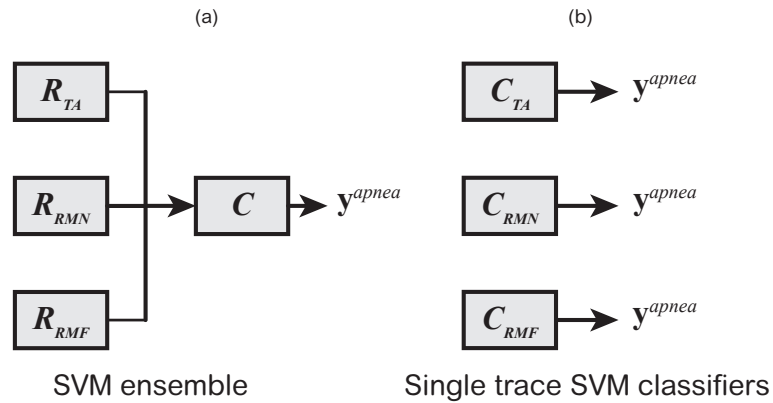 (a)
R_TA
R_RMN
R_RMF
C
y^apnea
SVM ensemble
(b)
C_TA
y^apnea
C_RMN
y^apnea
C_RMF
y^apnea
Single trace SVM classifiers